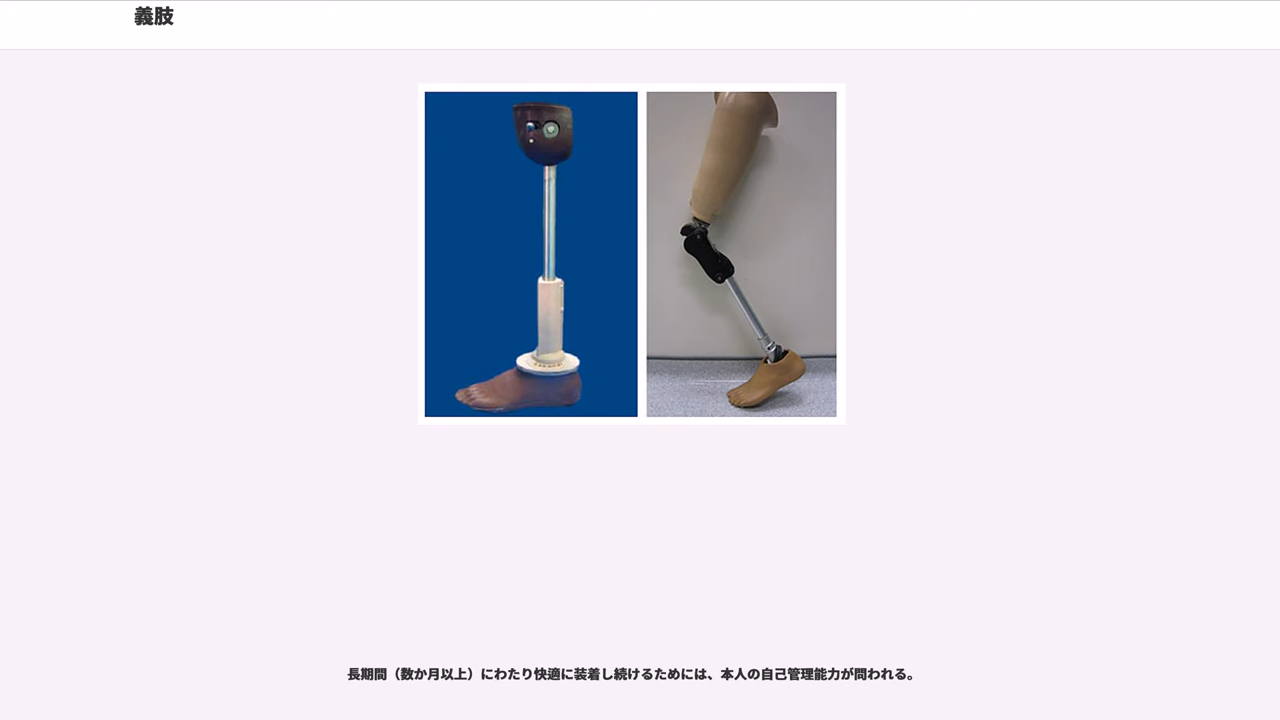 義肢
長期間（数か月以上）にわたり快適に装着し続けるためには、本人の自己管理能力が問われる。